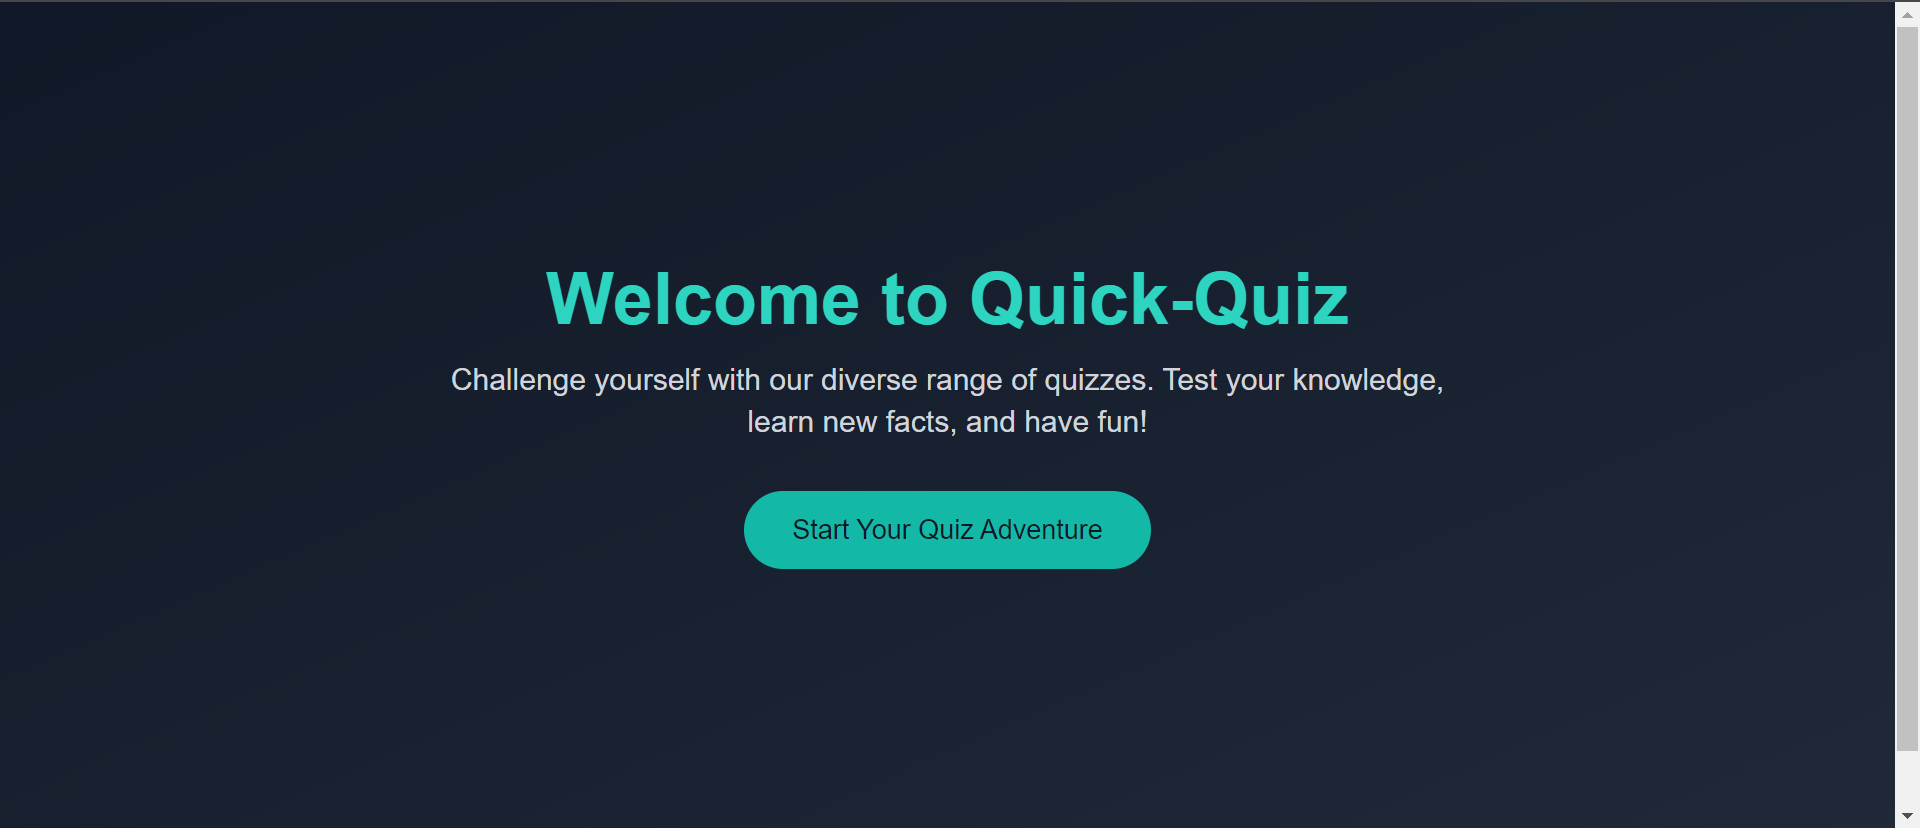 Welcome to Quick-Quiz
Challenge yourself with our diverse range of quizzes. Test your knowledge,
learn new facts, and have fun!
Start Your Quiz Adventure